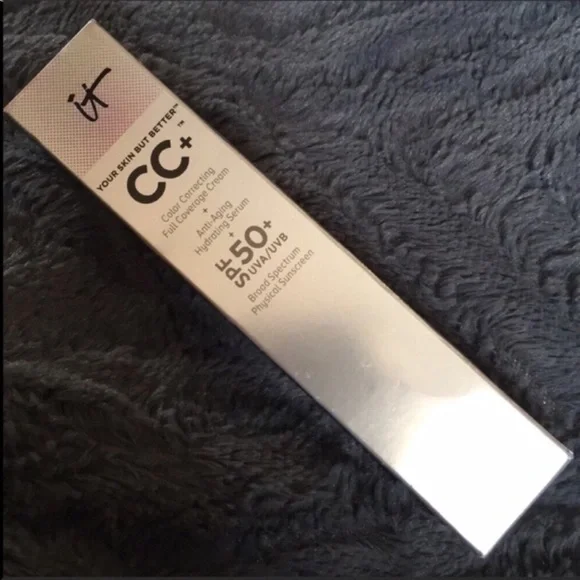 it
YOUR SKIN BUT BETTER™
CC+™
Color Correcting
Full Coverage Cream
+
Anti-Aging
Hydrating Serum
+
SPF 50+
UVA/UVB
Broad Spectrum
Physical Sunscreen